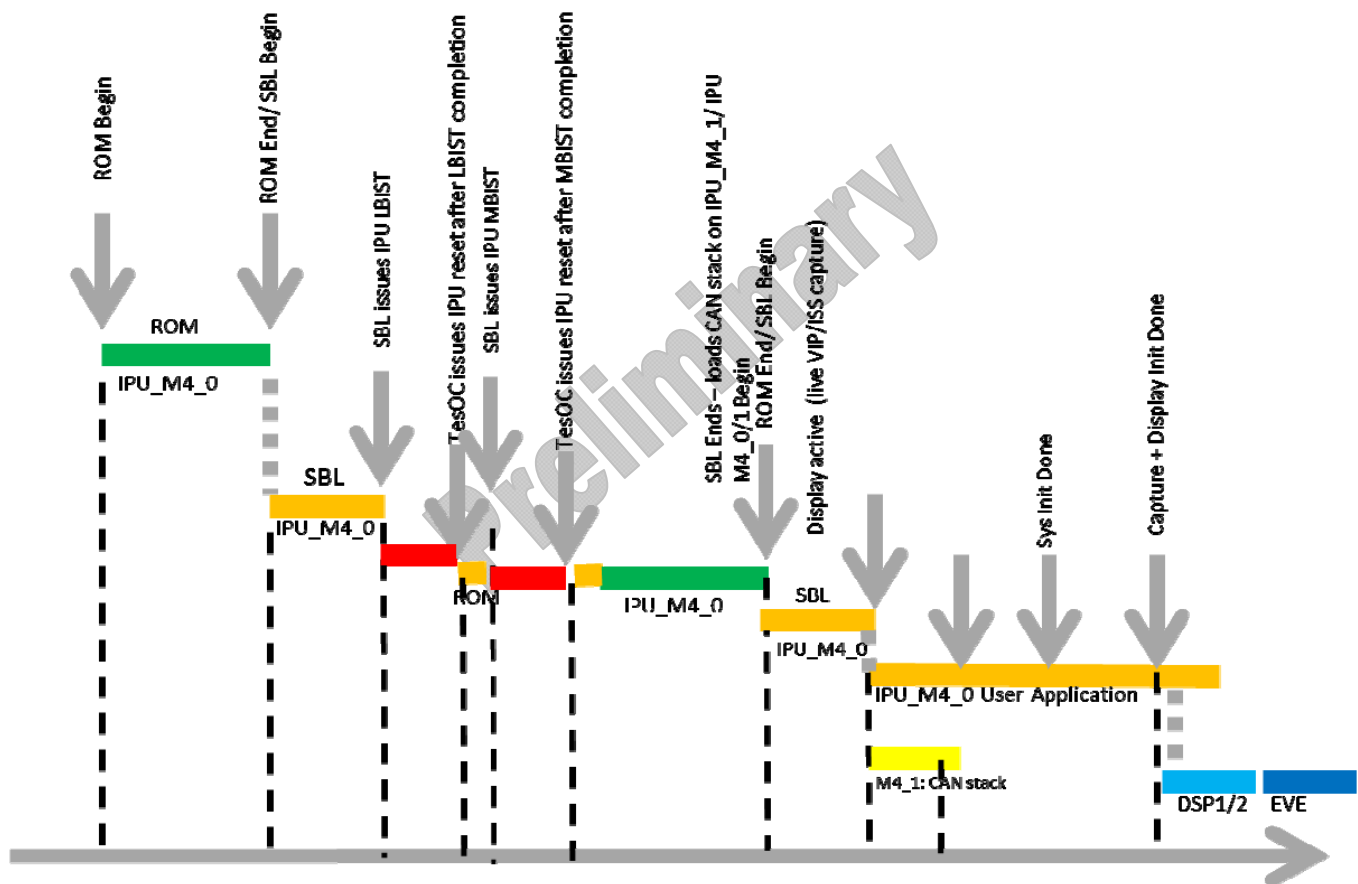 ROM Begin
ROM End/ SBL Begin
SBL issues IPU LBIST
TesOC issues IPU reset after LBIST completion
SBL issues IPU MBIST
TesOC issues IPU reset after MBIST completion
SBL Ends – loads CAN stack on IPU_M4_1/ IPU
M4_0/1 Begin
ROM End/ SBL Begin
Display active (live VIP/ISS capture)
Sys Init Done
Capture + Display Init Done
Preliminary
ROM
IPU_M4_0
SBL
IPU_M4_0
ROM
IPU_M4_0
SBL
IPU_M4_0
IPU_M4_0 User Application
M4_1: CAN stack
DSP1/2
EVE